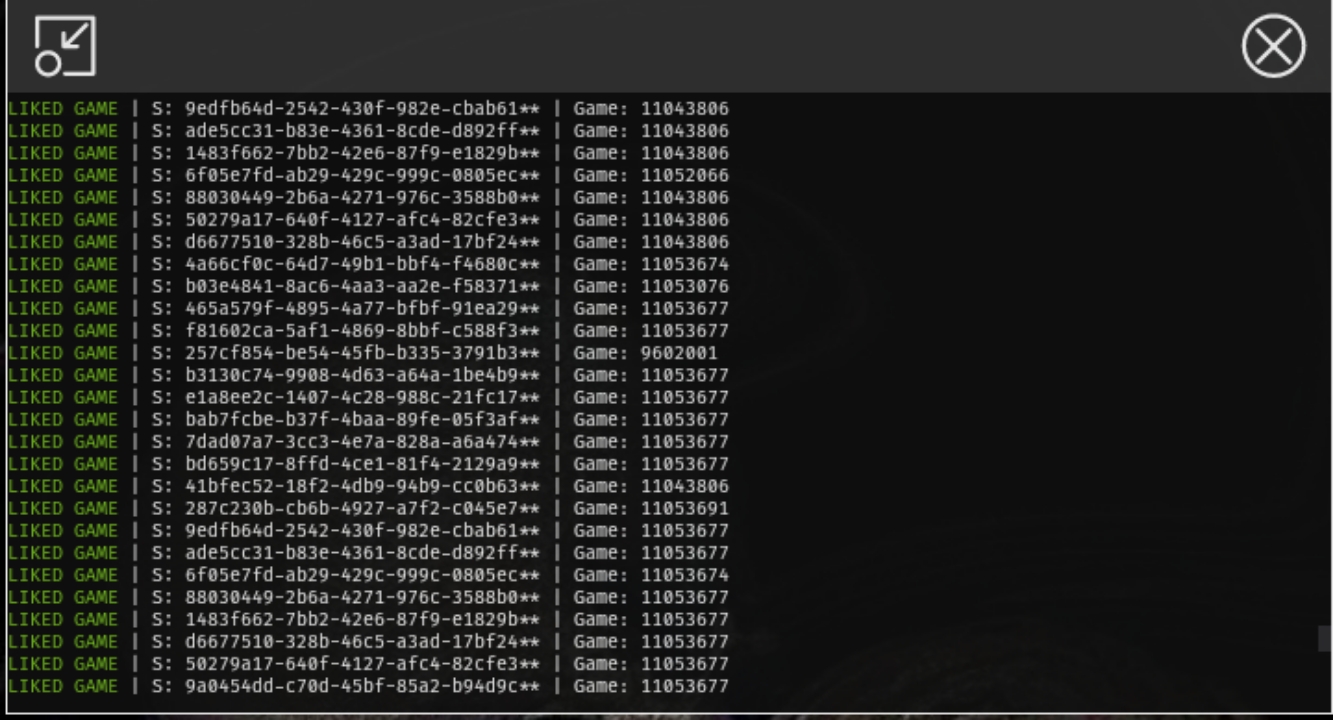 LIKED GAME | S: 9edfb64d-2542-430f-982e-cbab61** | Game: 11043806
LIKED GAME | S: ade5cc31-b83e-4361-8cde-d892ff** | Game: 11043806
LIKED GAME | S: 1483f662-7bb2-42e6-87f9-e1829b** | Game: 11043806
LIKED GAME | S: 6f05e7fd-ab29-429c-999c-0805ec** | Game: 11052066
LIKED GAME | S: 88030449-2b6a-4271-976c-3588b0** | Game: 11043806
LIKED GAME | S: 50279a17-640f-4127-afc4-82cfe3** | Game: 11043806
LIKED GAME | S: d6677510-328b-46c5-a3ad-17bf24** | Game: 11043806
LIKED GAME | S: 4a66cf0c-64d7-49b1-bbf4-f4680c** | Game: 11053674
LIKED GAME | S: b03e4841-8ac6-4aa3-aa2e-f58371** | Game: 11053076
LIKED GAME | S: 465a579f-4895-4a77-bfbf-91ea29** | Game: 11053677
LIKED GAME | S: f81602ca-5af1-4869-8bbf-c588f3** | Game: 11053677
LIKED GAME | S: 257cf854-be54-45fb-b335-3791b3** | Game: 9602001
LIKED GAME | S: b3130c74-9908-4d63-a64a-1be4b9** | Game: 11053677
LIKED GAME | S: e1a8ee2c-1407-4c28-988c-21fc17** | Game: 11053677
LIKED GAME | S: bab7fcbe-b37f-4baa-89fe-05f3af** | Game: 11053677
LIKED GAME | S: 7dad07a7-3cc3-4e7a-828a-a6a474** | Game: 11053677
LIKED GAME | S: bd659c17-8ffd-4ce1-81f4-2129a9** | Game: 11053677
LIKED GAME | S: 41bfec52-18f2-4db9-94b9-cc0b63** | Game: 11043806
LIKED GAME | S: 287c230b-cb6b-4927-a7f2-c045e7** | Game: 11053691
LIKED GAME | S: 9edfb64d-2542-430f-982e-cbab61** | Game: 11053677
LIKED GAME | S: ade5cc31-b83e-4361-8cde-d892ff** | Game: 11053677
LIKED GAME | S: 6f05e7fd-ab29-429c-999c-0805ec** | Game: 11053674
LIKED GAME | S: 88030449-2b6a-4271-976c-3588b0** | Game: 11053677
LIKED GAME | S: 1483f662-7bb2-42e6-87f9-e1829b** | Game: 11053677
LIKED GAME | S: d6677510-328b-46c5-a3ad-17bf24** | Game: 11053677
LIKED GAME | S: 50279a17-640f-4127-afc4-82cfe3** | Game: 11053677
LIKED GAME | S: 9a0454dd-c70d-45bf-85a2-b94d9c** | Game: 11053677